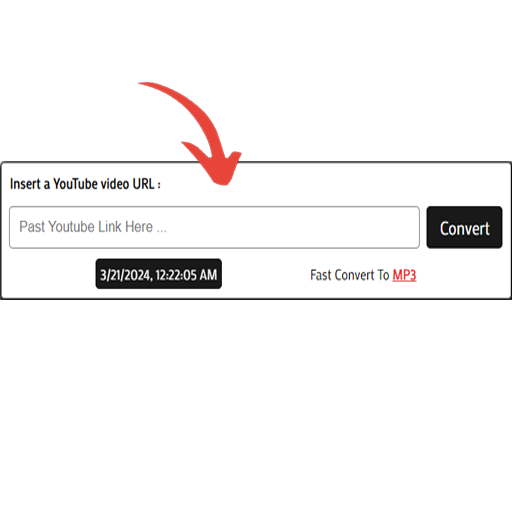 Insert a YouTube video URL :
Past Youtube Link Here ...
Convert
3/21/2024, 12:22:05 AM
Fast Convert To MP3